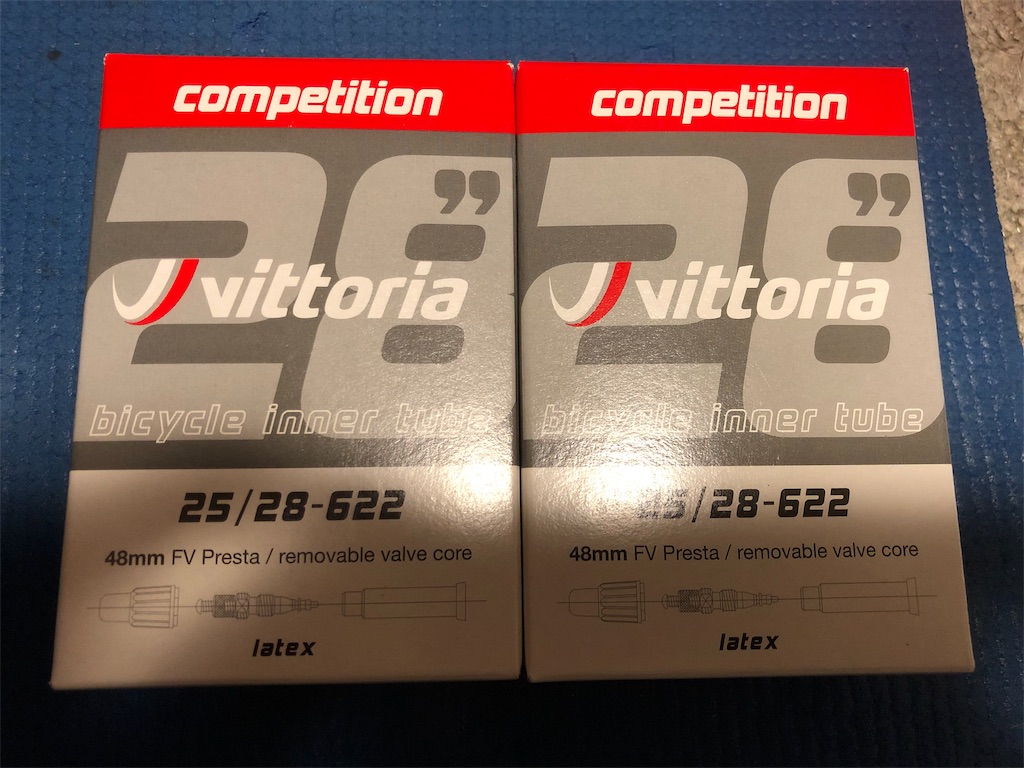 competition
28”
vittoria
bicycle inner tube
25/28-622
48mm FV Presta / removable valve core
latex
competition
28”
vittoria
bicycle inner tube
25/28-622
48mm FV Presta / removable valve core
latex